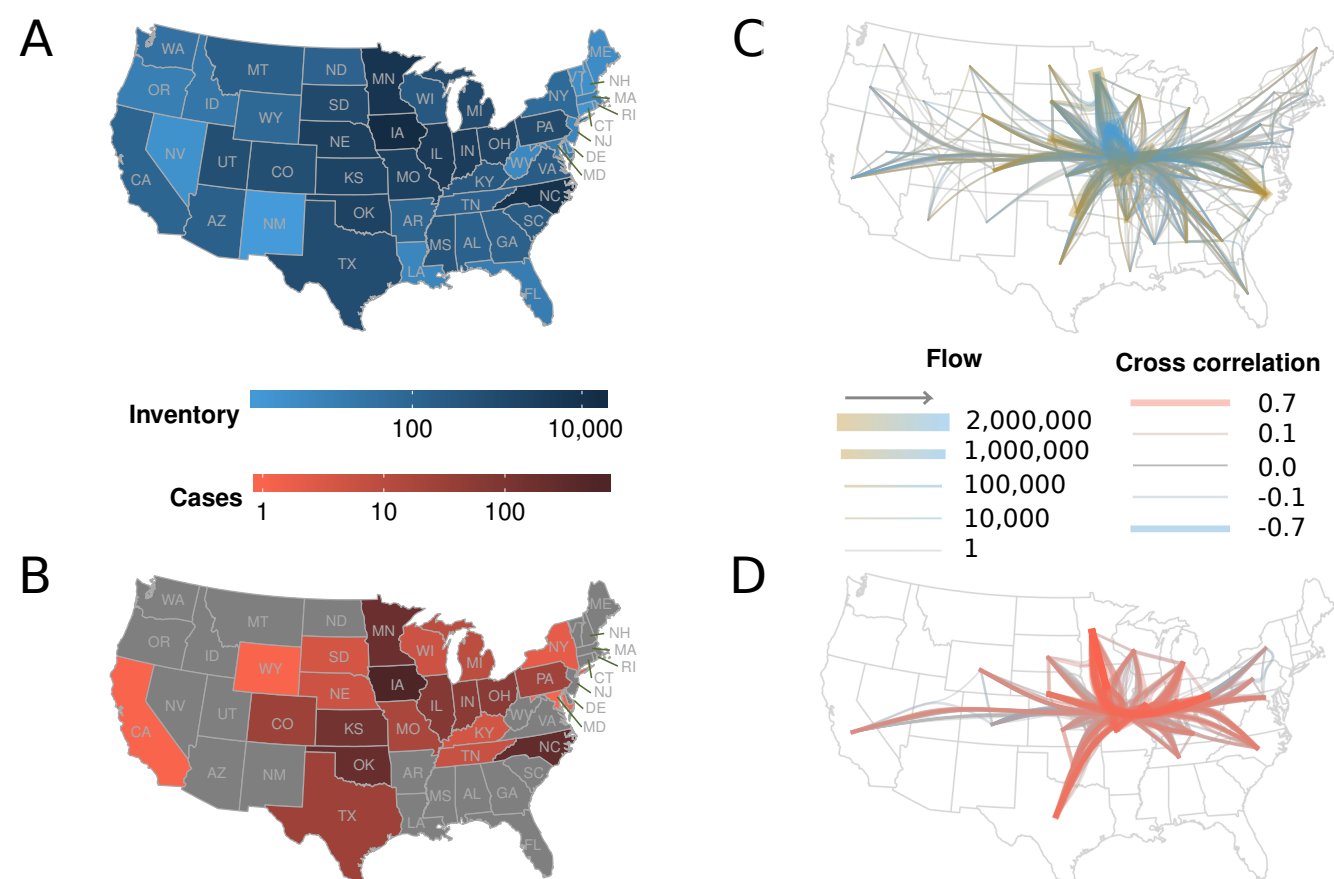 A
WA
MT
ND
MN
ME
OR
ID
SD
WI
VT
NH
WY
MI
NY
MA
RI
NE
IA
PA
CT
NV
UT
CO
IL
IN
OH
NJ
CA
KS
MO
WV
VA
DE
KY
MD
AZ
NM
OK
AR
TN
NC
TX
MS
AL
GA
SC
LA
FL
Inventory
100
10,000
Cases
1
10
100
B
WA
MT
ND
MN
ME
OR
ID
SD
WI
VT
NH
WY
MI
NY
MA
RI
NE
IA
PA
CT
NV
UT
CO
IL
IN
OH
NJ
CA
KS
MO
WV
VA
DE
KY
MD
AZ
NM
OK
AR
TN
NC
TX
MS
AL
GA
SC
LA
FL
C
Flow
2,000,000
1,000,000
100,000
10,000
1
Cross correlation
0.7
0.1
0.0
-0.1
-0.7
D